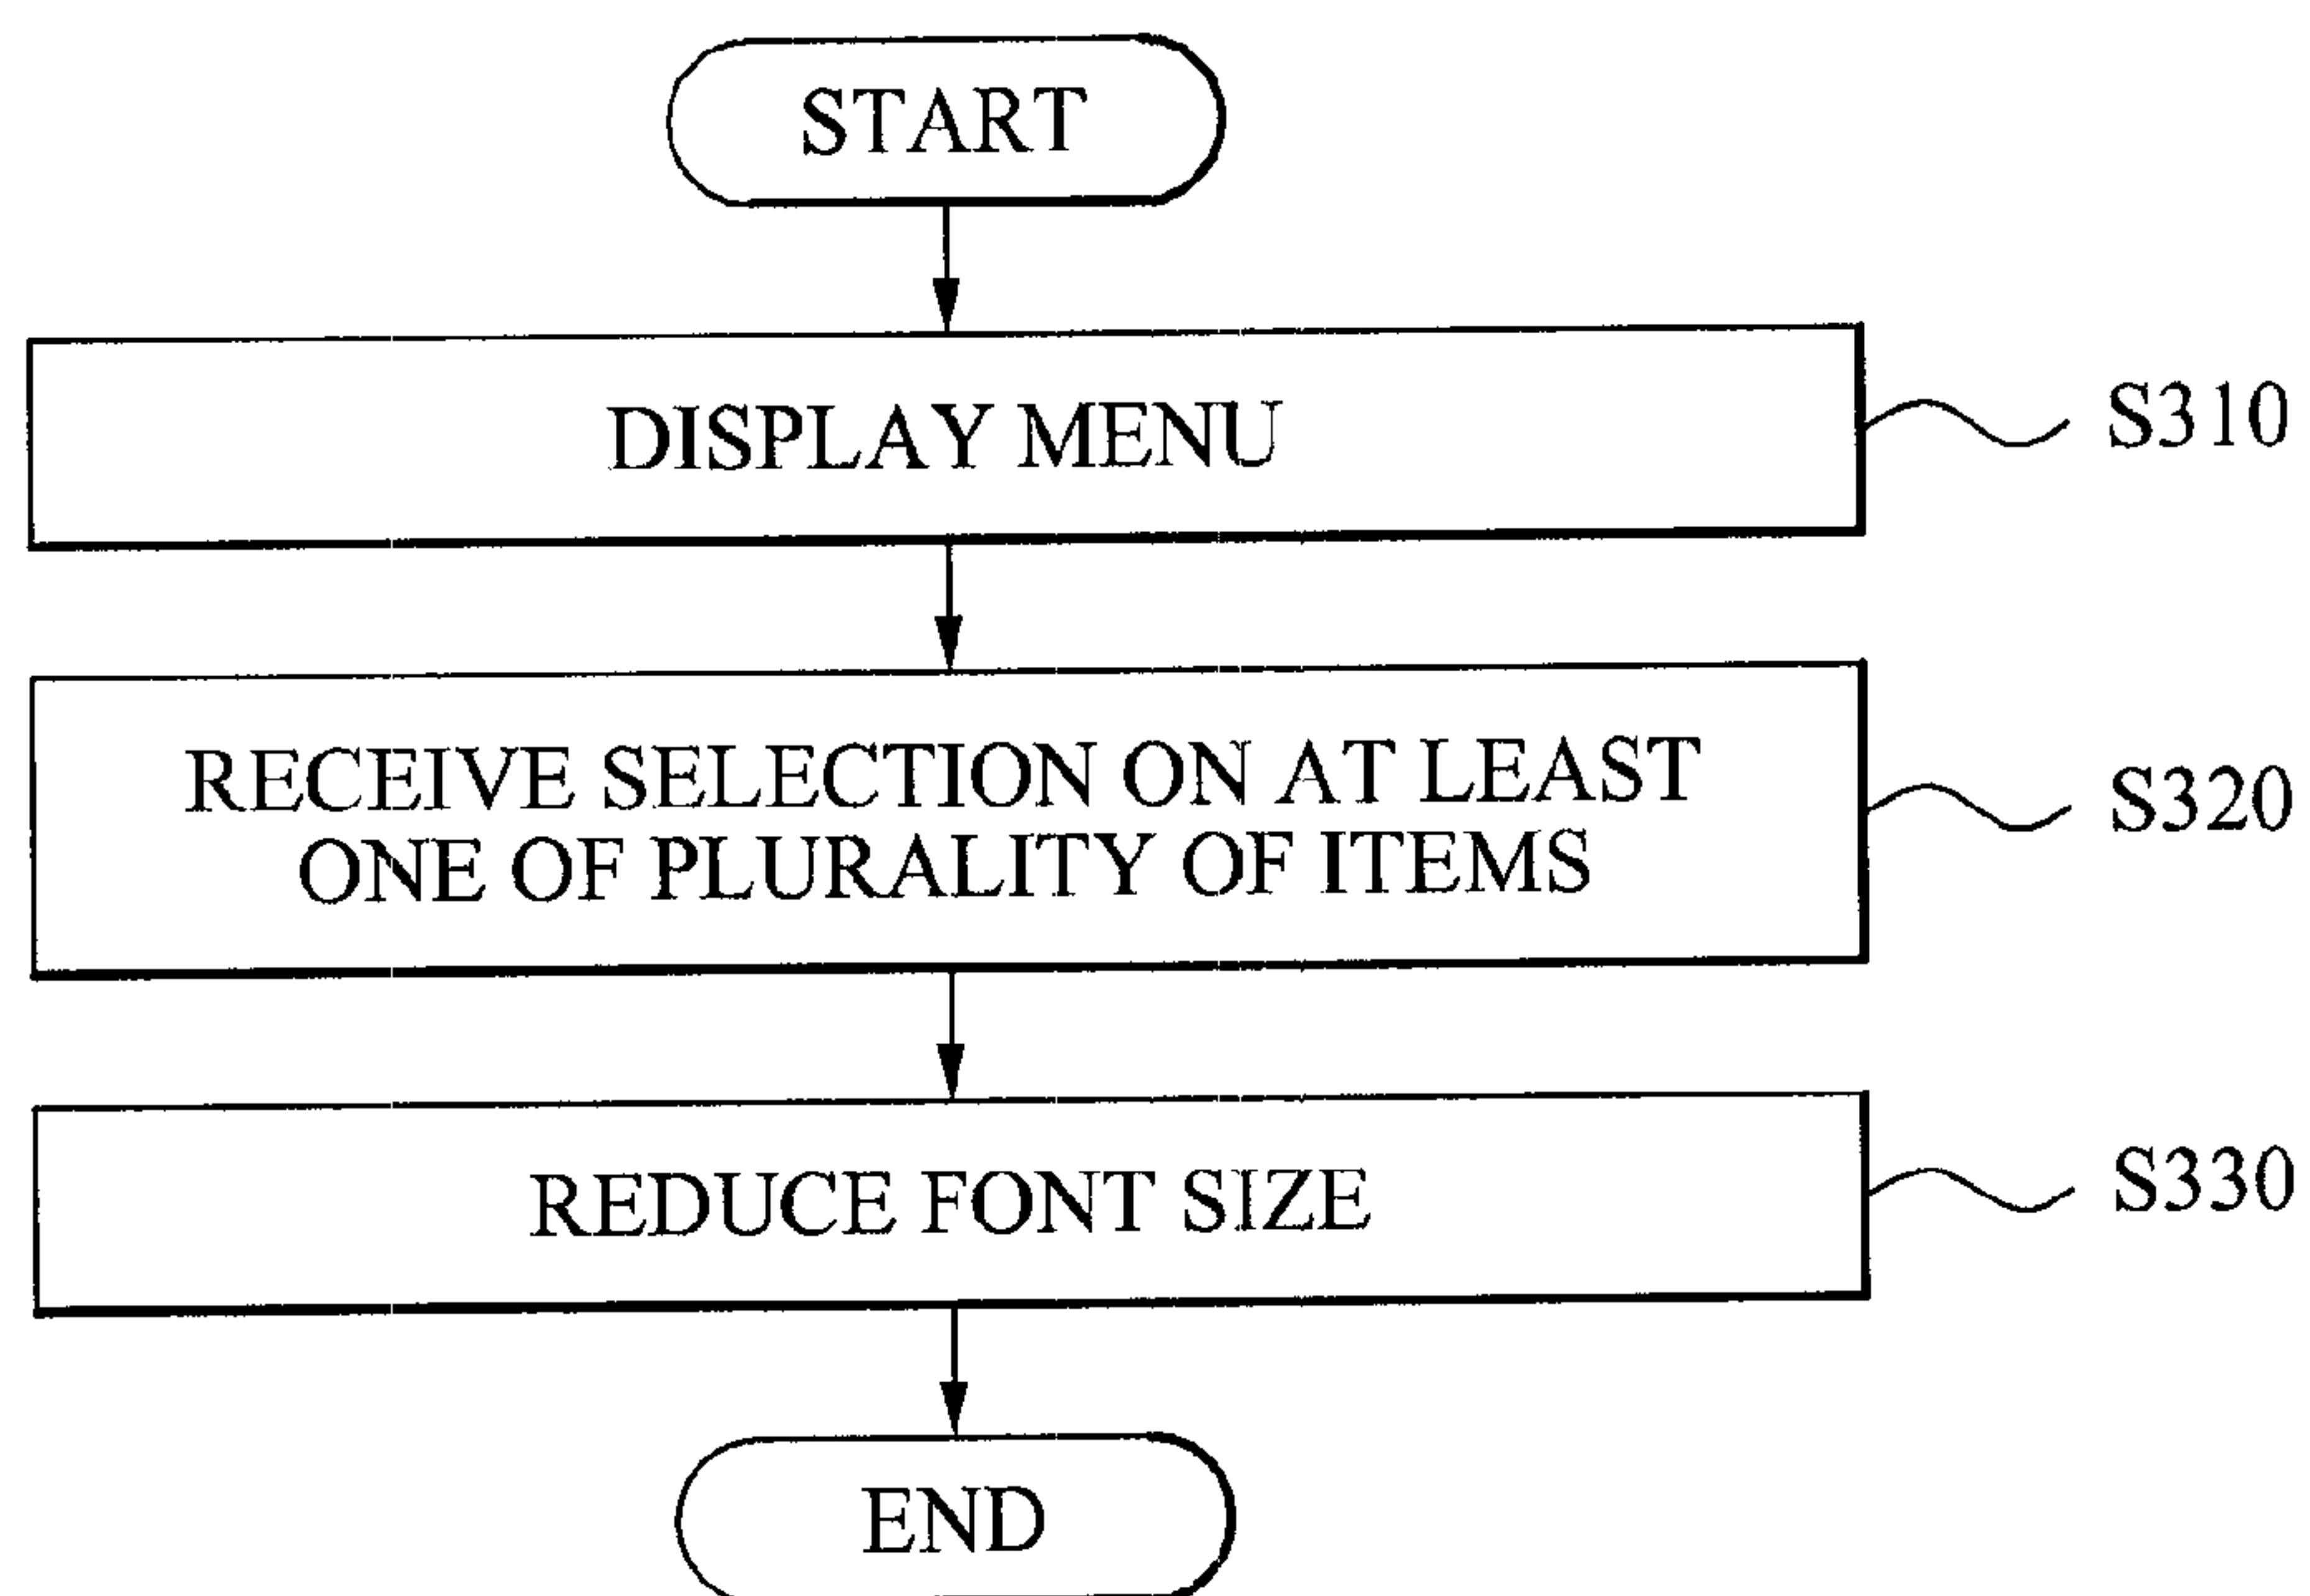 START
DISPLAY MENU
S310
RECEIVE SELECTION ON AT LEAST
ONE OF PLURALITY OF ITEMS
S320
REDUCE FONT SIZE
S330
END